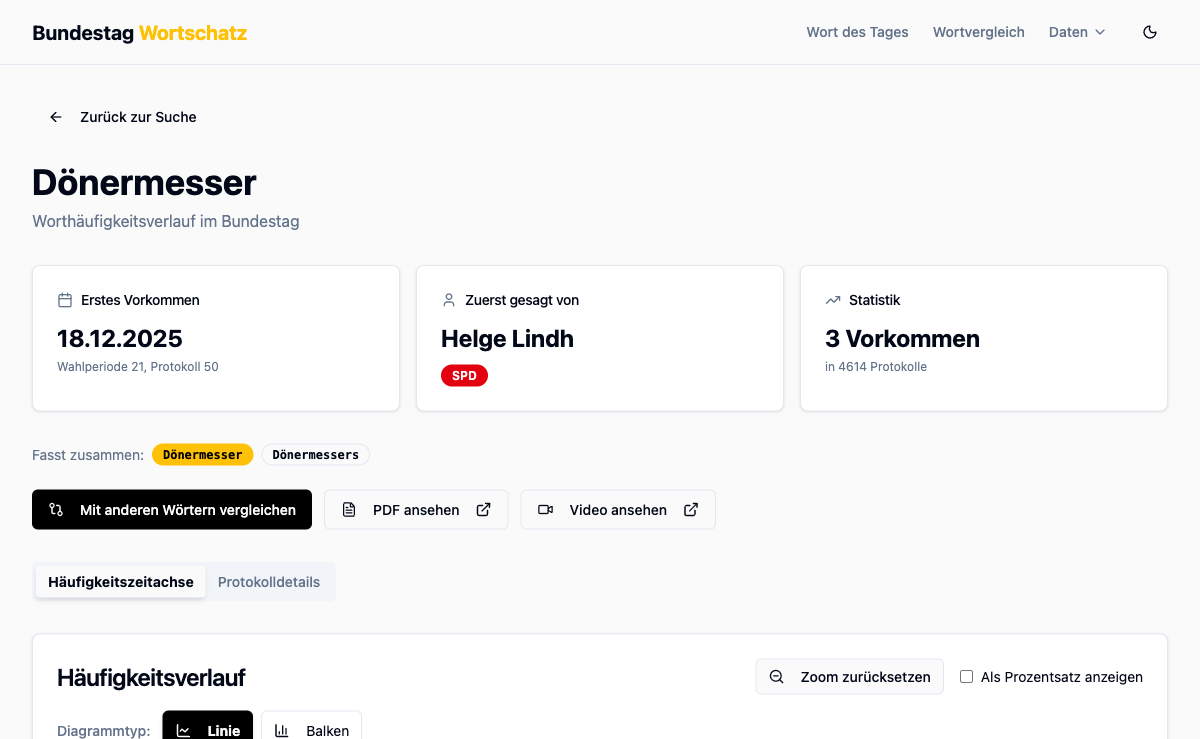 Bundestag Wortschatz
Wort des Tages
Wortvergleich
Daten
Zurück zur Suche
Dönermesser
Worthäufigkeitsverlauf im Bundestag
Erstes Vorkommen
18.12.2025
Wahlperiode 21, Protokoll 50
Zuerst gesagt von
Helge Lindh
SPD
Statistik
3 Vorkommen
in 4614 Protokolle
Fasst zusammen: Dönermesser Dönermessers
Mit anderen Wörtern vergleichen
PDF ansehen
Video ansehen
Häufigkeitszeitachse
Protokolldetails
Häufigkeitsverlauf
Zoom zurücksetzen
Als Prozentsatz anzeigen
Diagrammtyp: Linie Balken